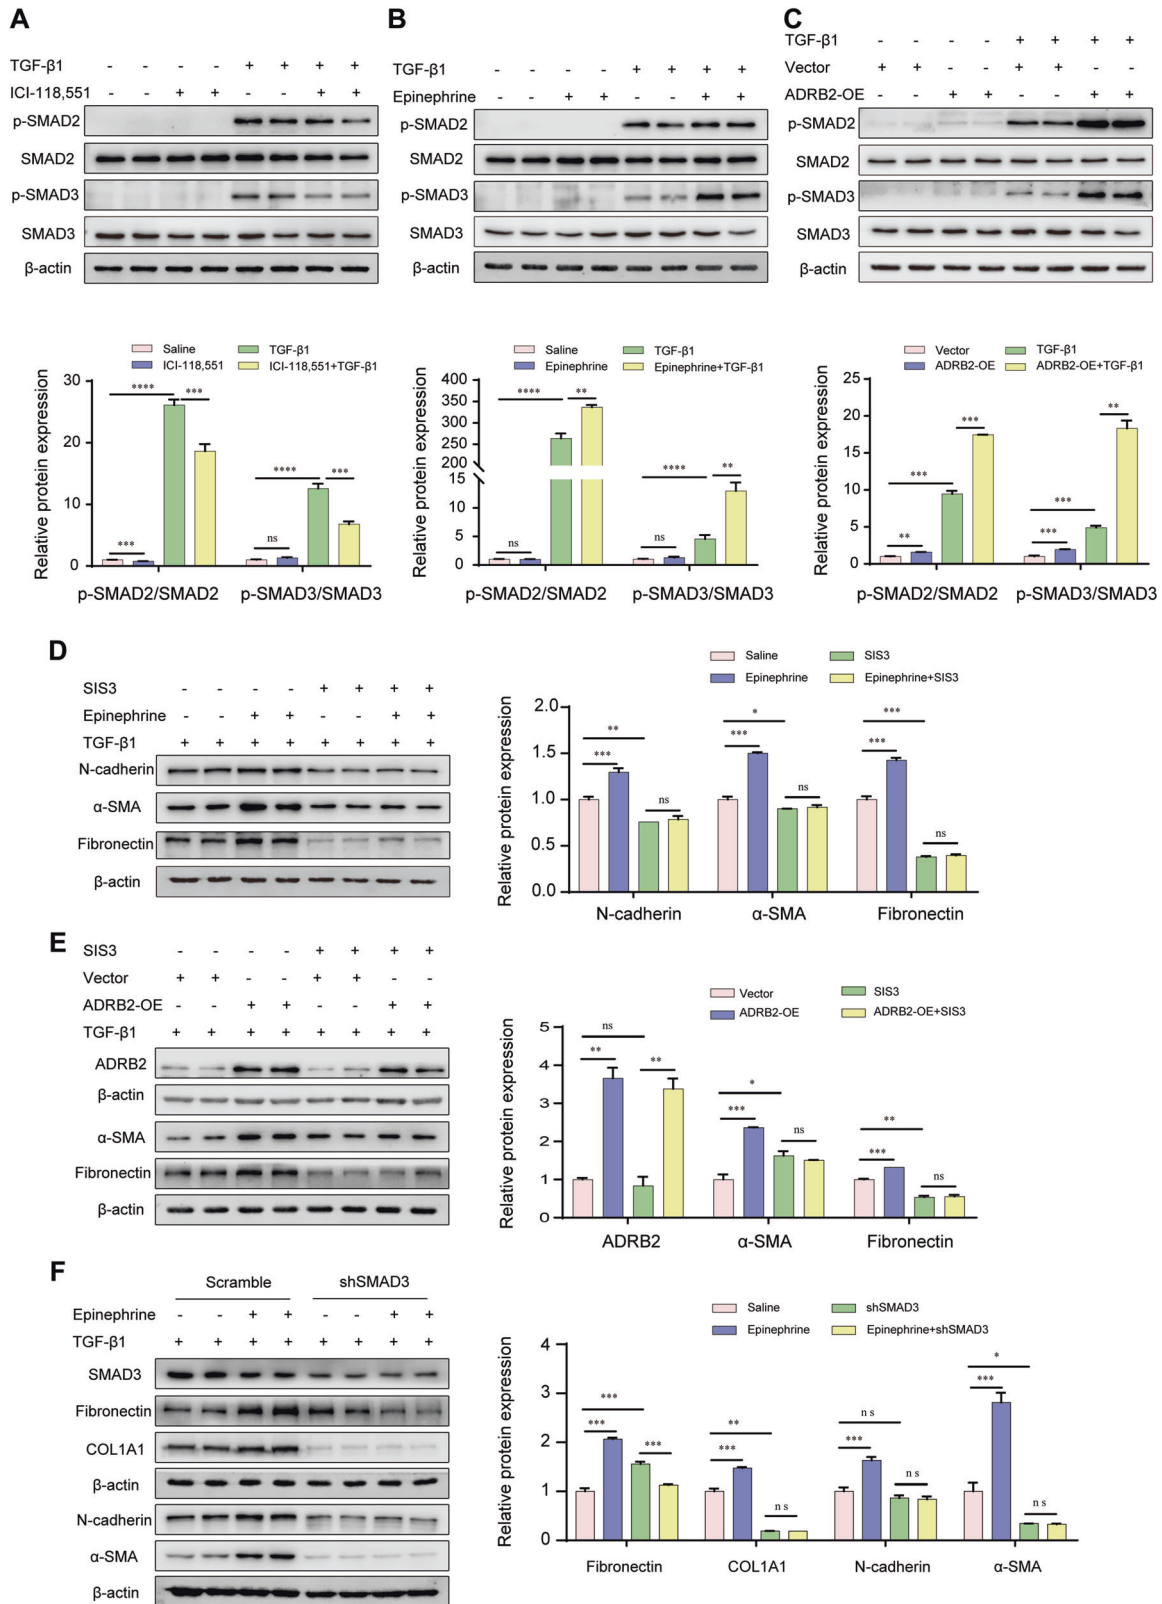 A
TGF-β1 - - - - + + + +
ICI-118,551 - - + + - - + +
p-SMAD2
SMAD2
p-SMAD3
SMAD3
β-actin
Saline TGF-β1
ICI-118,551 ICI-118,551+TGF-β1
Relative protein expression
30
20
10
0
**** ***
***
**** ***
ns
p-SMAD2/SMAD2 p-SMAD3/SMAD3
B
TGF-β1 - - - - + + + +
Epinephrine - - + + - - + +
p-SMAD2
SMAD2
p-SMAD3
SMAD3
β-actin
Saline TGF-β1
Epinephrine Epinephrine+TGF-β1
Relative protein expression
400
350
300
250
200
15
10
5
0
**** **
ns
**** **
ns
p-SMAD2/SMAD2 p-SMAD3/SMAD3
C
TGF-β1 - - - - + + + +
Vector + + - - + + - -
ADRB2-OE - - + + - - + +
p-SMAD2
SMAD2
p-SMAD3
SMAD3
β-actin
Vector TGF-β1
ADRB2-OE ADRB2-OE+TGF-β1
Relative protein expression
25
20
15
10
5
0
*** ***
**
*** **
***
p-SMAD2/SMAD2 p-SMAD3/SMAD3
D
SIS3 - - - - + + + +
Epinephrine - - + + - - + +
TGF-β1 + + + + + + + +
N-cadherin
α-SMA
Fibronectin
β-actin
Saline SIS3
Epinephrine Epinephrine+SIS3
Relative protein expression
2.0
1.5
1.0
0.5
0.0
** *** ns
* *** ns
*** *** ns
N-cadherin α-SMA Fibronectin
E
SIS3 - - - - + + + +
Vector + + - - + + - -
ADRB2-OE - - + + - - + +
TGF-β1 + + + + + + + +
ADRB2
β-actin
α-SMA
Fibronectin
β-actin
Vector SIS3
ADRB2-OE ADRB2-OE+SIS3
Relative protein expression
5
4
3
2
1
0
ns ** **
* *** ns
** *** ns
ADRB2 α-SMA Fibronectin
F
Scramble shSMAD3
Epinephrine - - + + - - + +
TGF-β1 + + + + + + + +
SMAD3
Fibronectin
COL1A1
β-actin
N-cadherin
α-SMA
β-actin
Saline shSMAD3
Epinephrine Epinephrine+shSMAD3
Relative protein expression
4
3
2
1
0
*** *** ***
** *** n s
n s *** n s
* *** n s
Fibronectin COL1A1 N-cadherin α-SMA